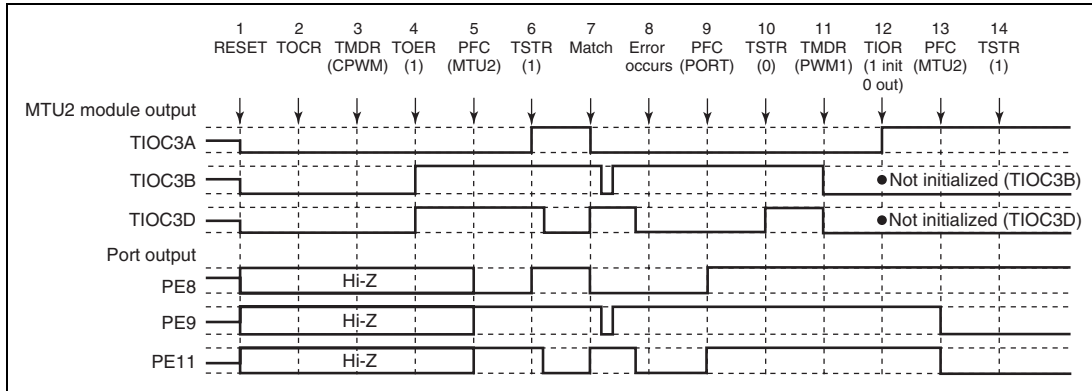 1 2 3 4 5 6 7 8 9 10 11 12 13 14
RESET TOCR TMDR TOER PFC TSTR Match Error PFC TSTR TMDR TIOR PFC TSTR
(CPWM) (1) (MTU2) (1) occurs (PORT) (0) (PWM1) (1 init (MTU2) (1)
0 out)
MTU2 module output
TIOC3A
TIOC3B ●Not initialized (TIOC3B)
TIOC3D ●Not initialized (TIOC3D)
Port output
PE8 Hi-Z
PE9 Hi-Z
PE11 Hi-Z